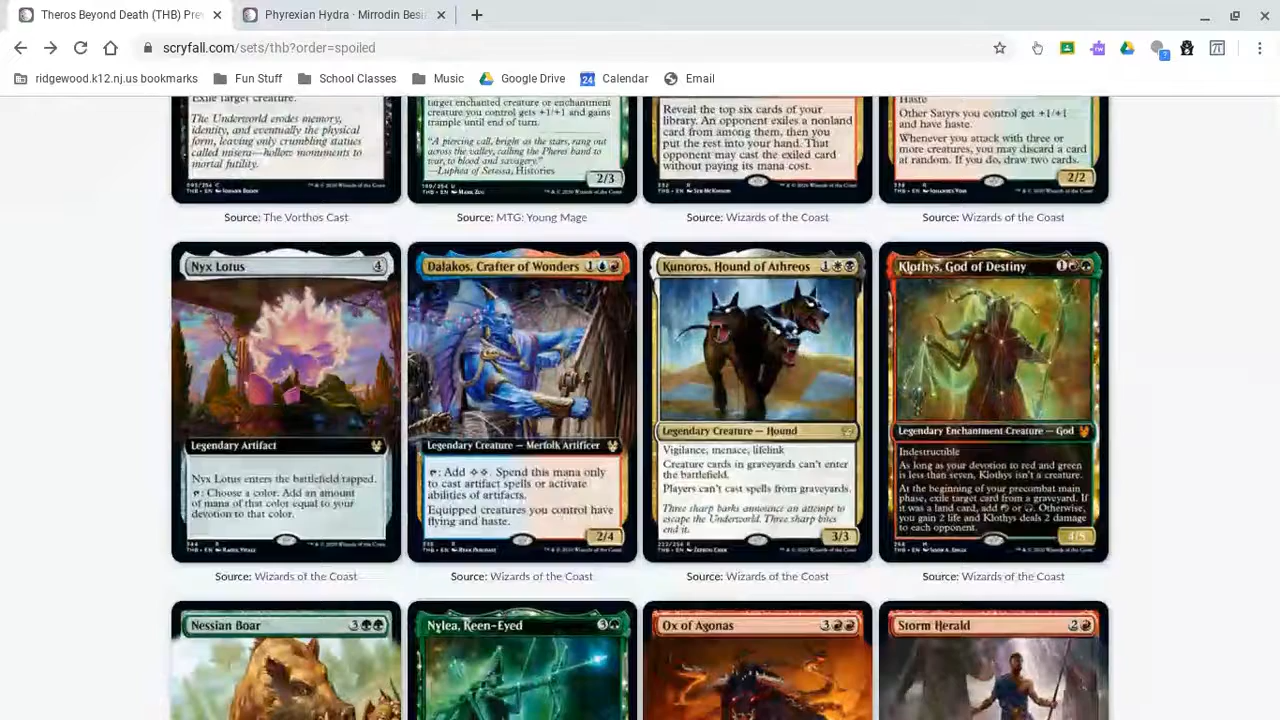 Theros Beyond Death (THB) Pre
Phyrexian Hydra · Mirrodin Besi
scryfall.com/sets/thb?order=spoiled
ridgewood.k12.nj.us bookmarks
Fun Stuff
School Classes
Music
Google Drive
Calendar
Email
Exile target creature.
The Underworld erodes memory,
identity, and eventually the physical
form, leaving only crumbling statues
called misera—hollow monuments to
mortal futility.
target enchanted creature or enchantment
creature you control gets +1/+1 and gains
trample until end of turn.
"A piercing call, bright as the stars, rang out
across the valley, calling the Pheres band to
war, to blood and savagery."
—Luphea of Setessa, Histories
2/3
Reveal the top six cards of your
library. An opponent exiles a nonland
card from among them, then you
put the rest into your hand. That
opponent may cast the exiled card
without paying its mana cost.
Haste
Other Satyrs you control get +1/+1
and have haste.
Whenever you attack with three or
more creatures, you may discard a card
at random. If you do, draw two cards.
2/2
Source: The Vorthos Cast
Source: MTG: Young Mage
Source: Wizards of the Coast
Source: Wizards of the Coast
Nyx Lotus 4
Legendary Artifact
Nyx Lotus enters the battlefield tapped.
: Choose a color. Add an amount
of mana of that color equal to your
devotion to that color.
Dalakos, Crafter of Wonders 1
Legendary Creature — Merfolk Artificer
: Add . Spend this mana only
to cast artifact spells or activate
abilities of artifacts.
Equipped creatures you control have
flying and haste.
2/4
Kunoros, Hound of Athreos 1
Legendary Creature — Hound
Vigilance, menace, lifelink
Creature cards in graveyards can't enter
the battlefield.
Players can't cast spells from graveyards.
Three sharp barks announce an attempt to
escape the Underworld. Three sharp bites
end it.
3/3
Klothys, God of Destiny 1
Legendary Enchantment Creature — God
Indestructible
As long as your devotion to red and green
is less than seven, Klothys isn't a creature.
At the beginning of your precombat main
phase, exile target card from a graveyard. If
it was a land card, add or . Otherwise,
you gain 2 life and Klothys deals 2 damage
to each opponent.
4/5
Source: Wizards of the Coast
Source: Wizards of the Coast
Source: Wizards of the Coast
Source: Wizards of the Coast
Nessian Boar 3
Nylea, Keen-Eyed 3
Ox of Agonas 3
Storm Herald 2